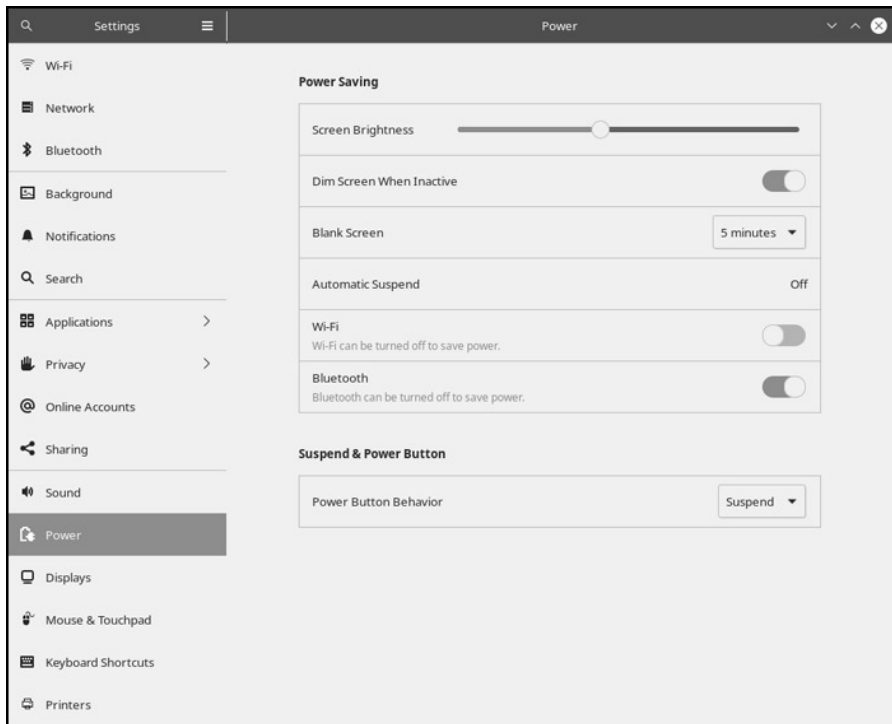 Settings
Power
Wi-Fi
Network
Bluetooth
Background
Notifications
Search
Applications
Privacy
Online Accounts
Sharing
Sound
Power
Displays
Mouse & Touchpad
Keyboard Shortcuts
Printers
Power Saving
Screen Brightness
Dim Screen When Inactive
Blank Screen 5 minutes
Automatic Suspend Off
Wi-Fi
Wi-Fi can be turned off to save power.
Bluetooth
Bluetooth can be turned off to save power.
Suspend & Power Button
Power Button Behavior Suspend